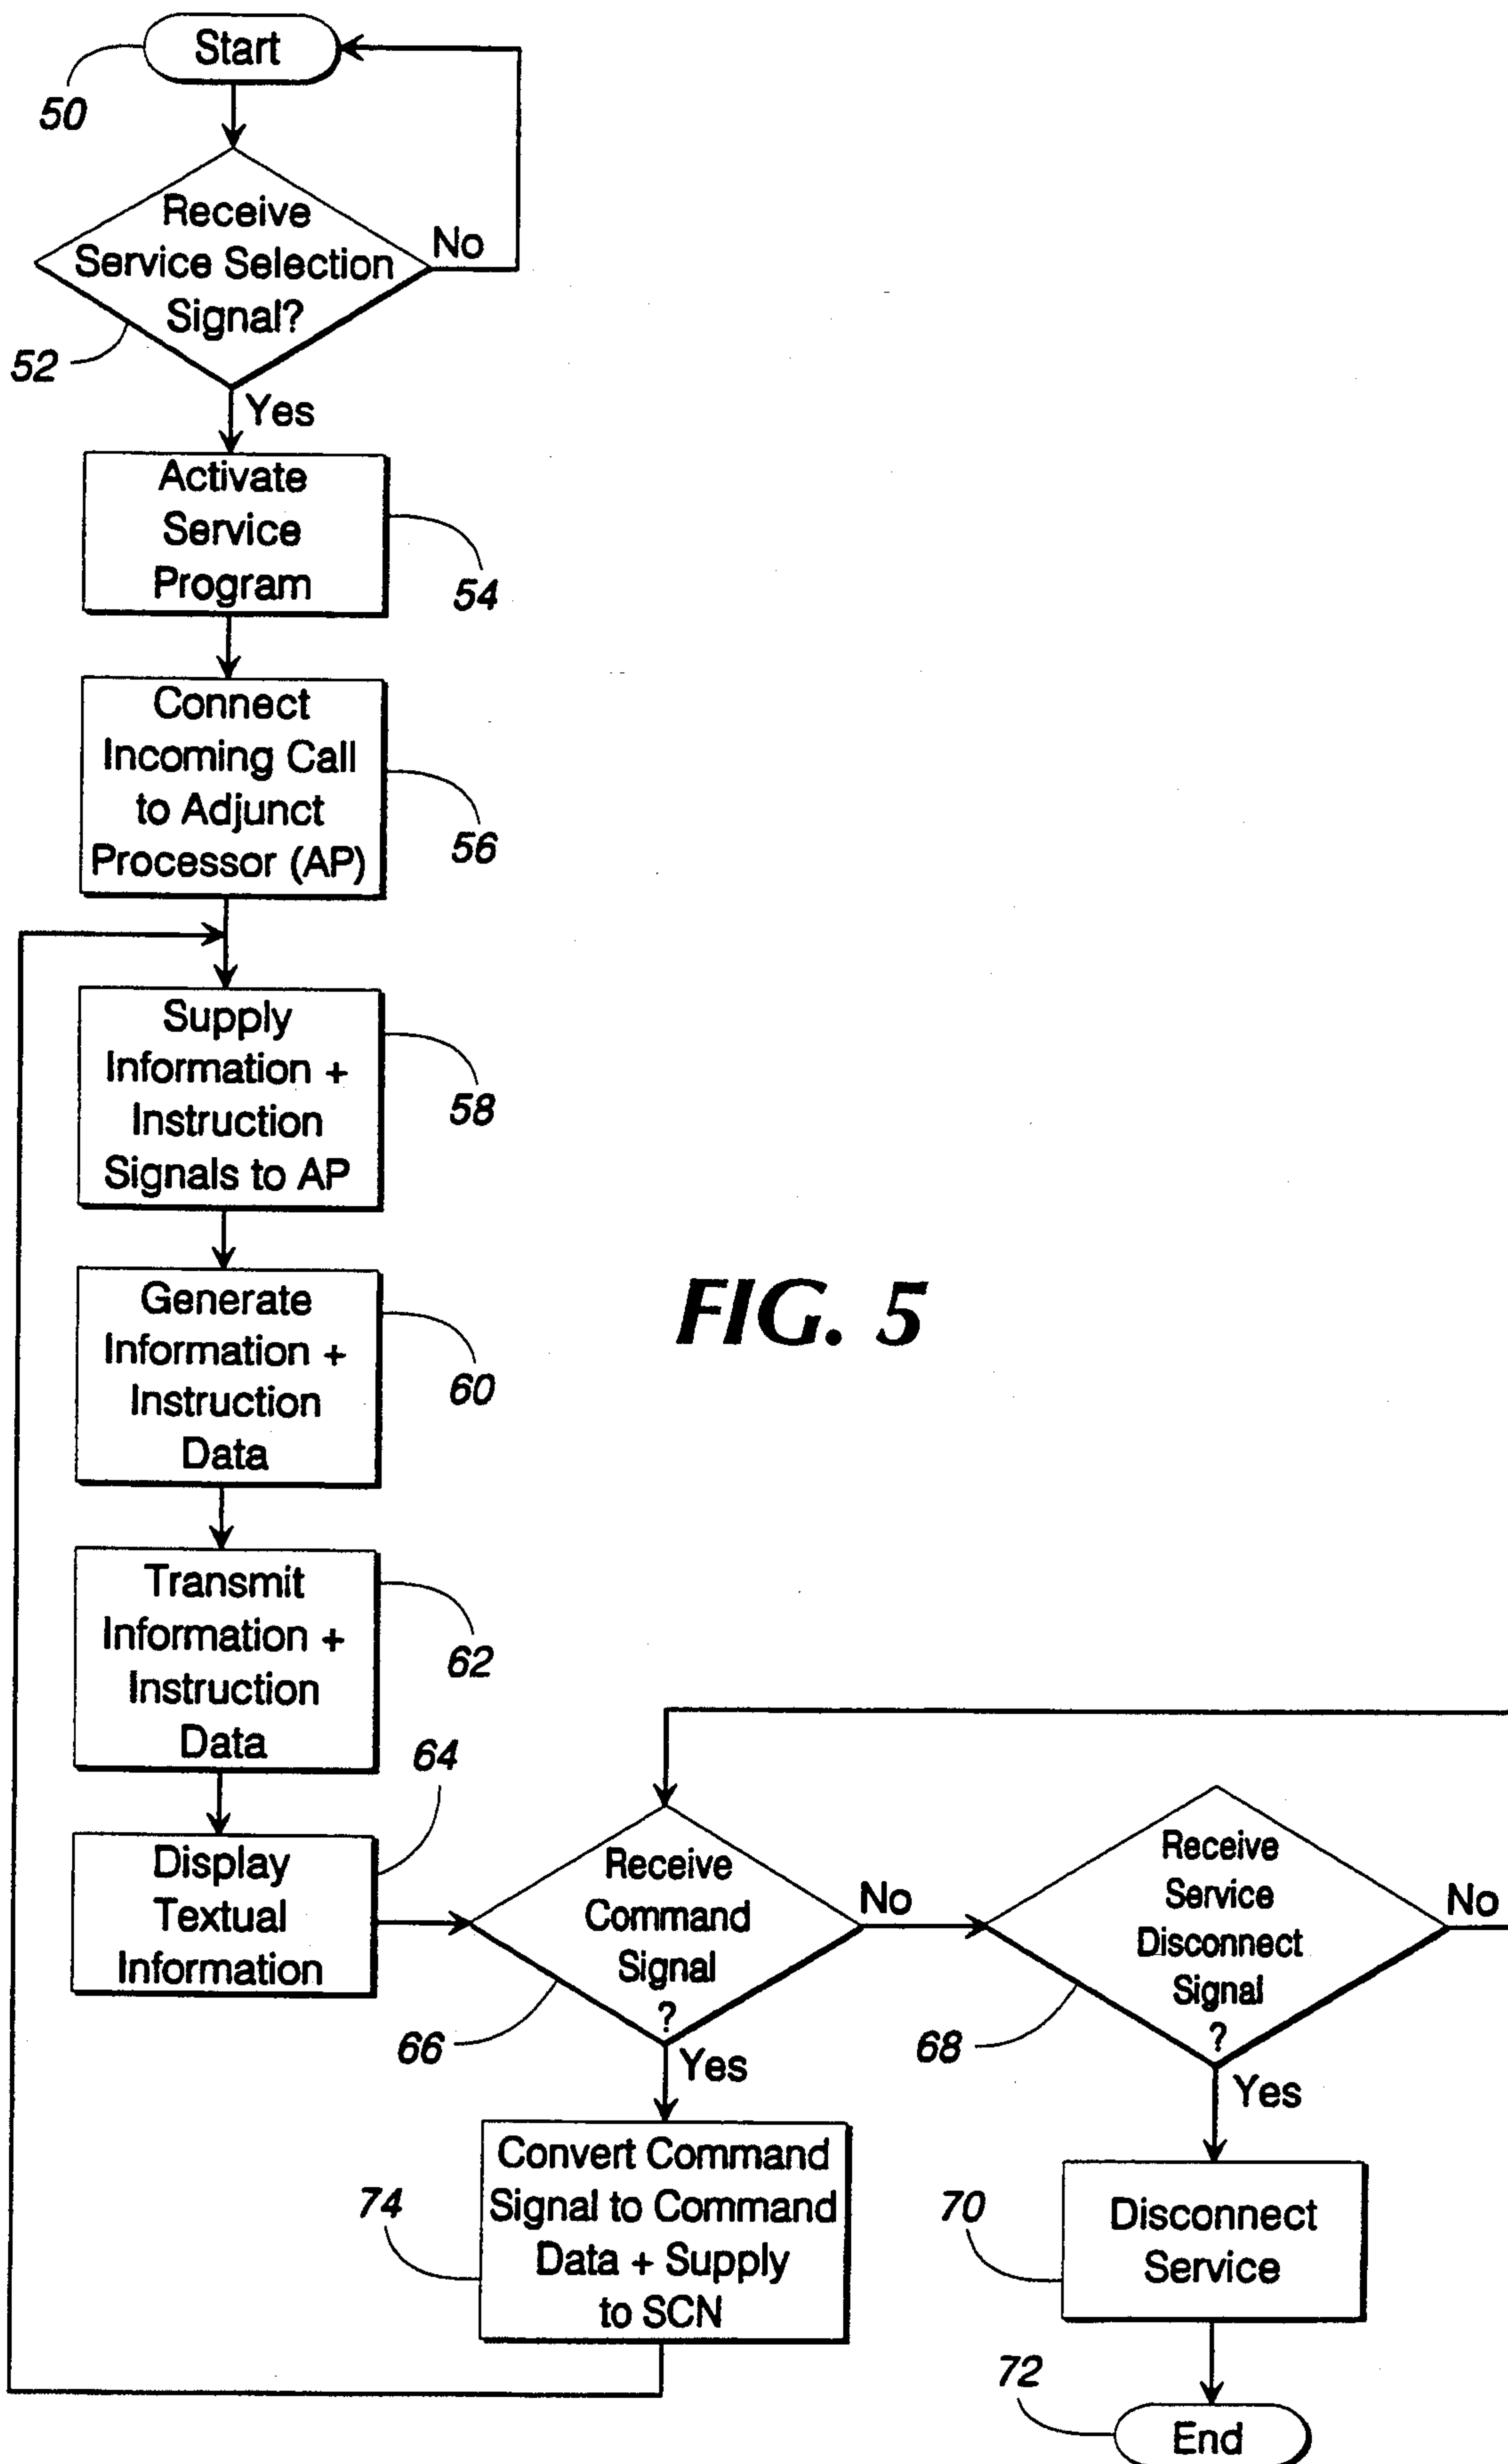 Start
50
Receive
Service Selection
Signal?
No
52
Yes
Activate
Service
Program
54
Connect
Incoming Call
to Adjunct
Processor (AP)
56
Supply
Information +
Instruction
Signals to AP
58
Generate
Information +
Instruction
Data
60
FIG. 5
Transmit
Information +
Instruction
Data
62
Display
Textual
Information
64
Receive
Command
Signal
?
No
66
Yes
Receive
Service
Disconnect
Signal
?
No
68
Yes
Convert Command
Signal to Command
Data + Supply
to SCN
74
Disconnect
Service
70
72
End